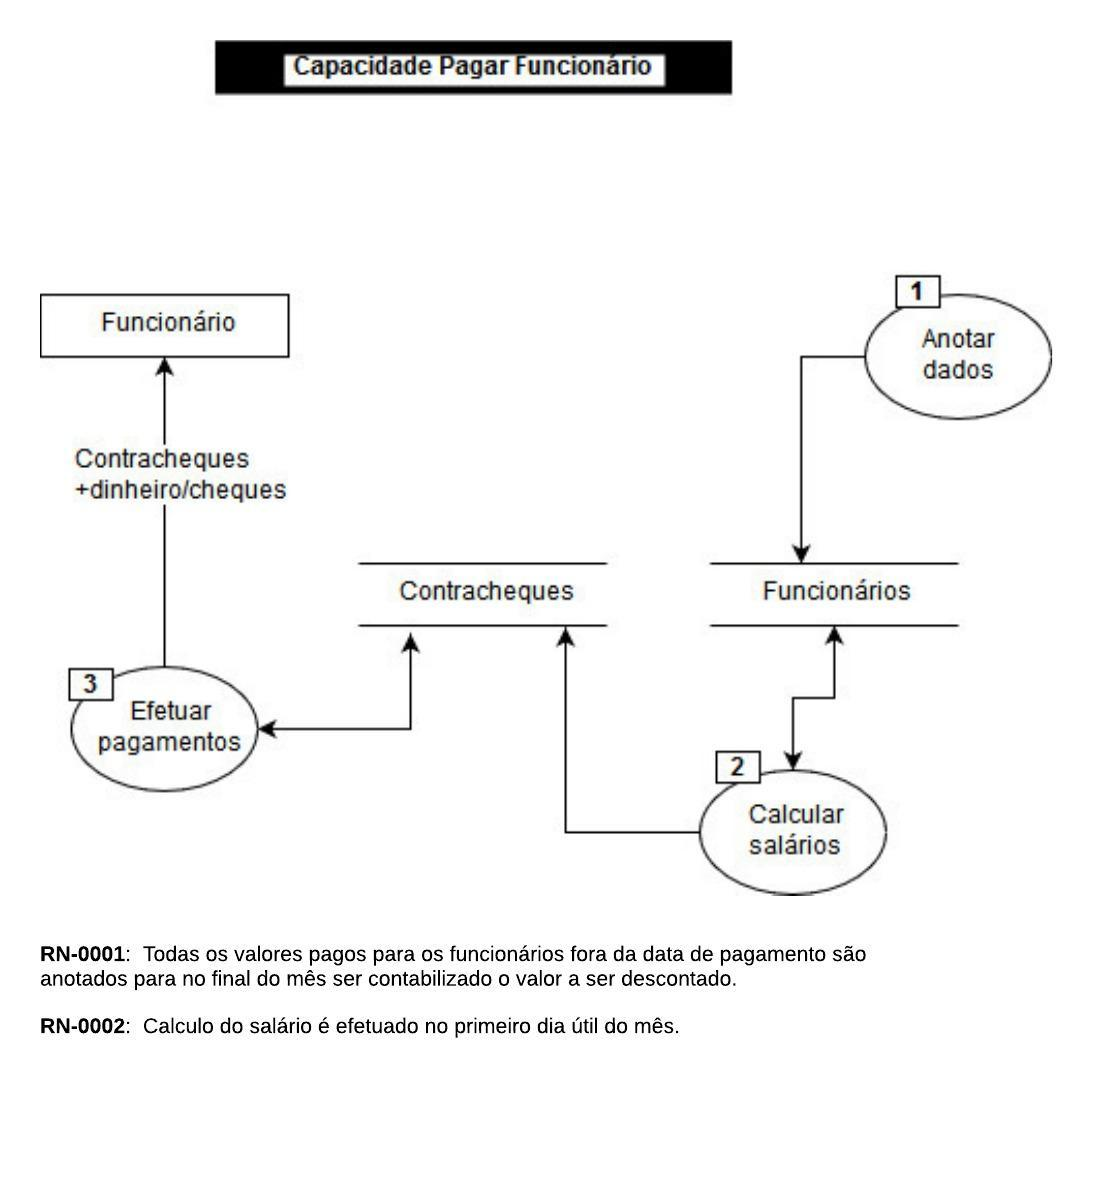 Capacidade Pagar Funcionário
1
Funcionário
Anotar
dados
Contracheques
+dinheiro/cheques
Contracheques
Funcionários
3
Efetuar
pagamentos
2
Calcular
salários
RN-0001:  Todas os valores pagos para os funcionários fora da data de pagamento são
anotados para no final do mês ser contabilizado o valor a ser descontado.
RN-0002:  Calculo do salário é efetuado no primeiro dia útil do mês.